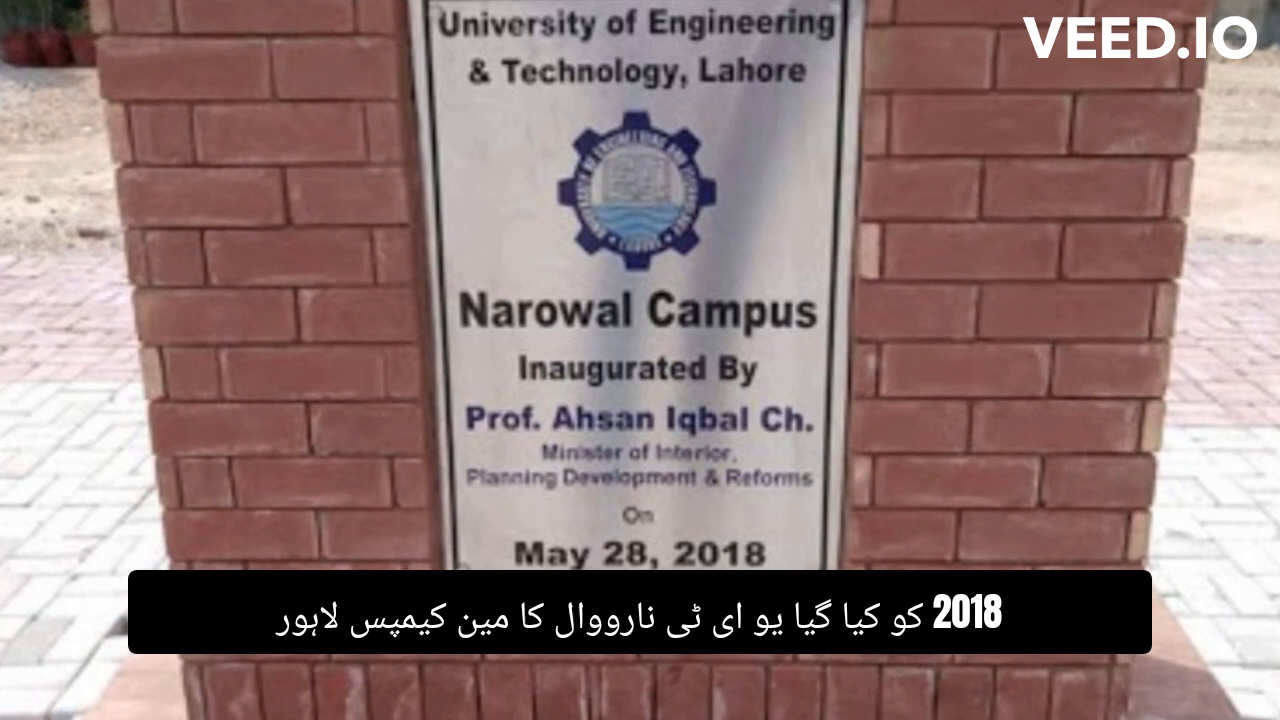 VEED.IO
University of Engineering
& Technology, Lahore
Narowal Campus
Inaugurated By
Prof. Ahsan Iqbal Ch.
Minister of Interior,
Planning Development & Reforms
On
May 28, 2018
2018 کو کیا گیا یو ای ٹی نارووال کا مین کیمپس لاہور